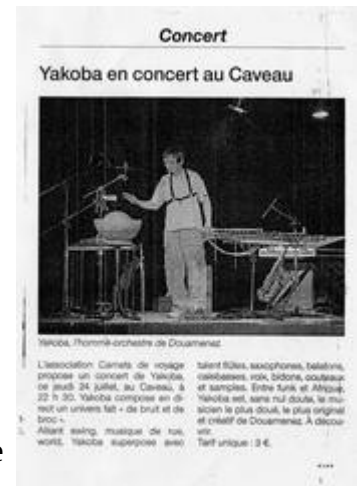 Concert
Yakoba en concert au Caveau
Yakoba, l'homme-orchestre de Douarnenez.
L'association Carnets de voyage
propose un concert de Yakoba,
ce jeudi 24 juillet, au Caveau, à
22 h 30. Yakoba compose en di-
rect un univers fait « de bruit et de
broc ».
Alliant swing, musique de rue,
world, Yakoba superpose avec
talent flûtes, saxophones, balafons,
calebasses, voix, bidons, couteaux
et samples. Entre funk et Afrique,
Yakoba est, sans nul doute, le mu-
sicien le plus doué, le plus original
et créatif de Douarnenez. À décou-
vrir.
Tarif unique : 3 €.
e